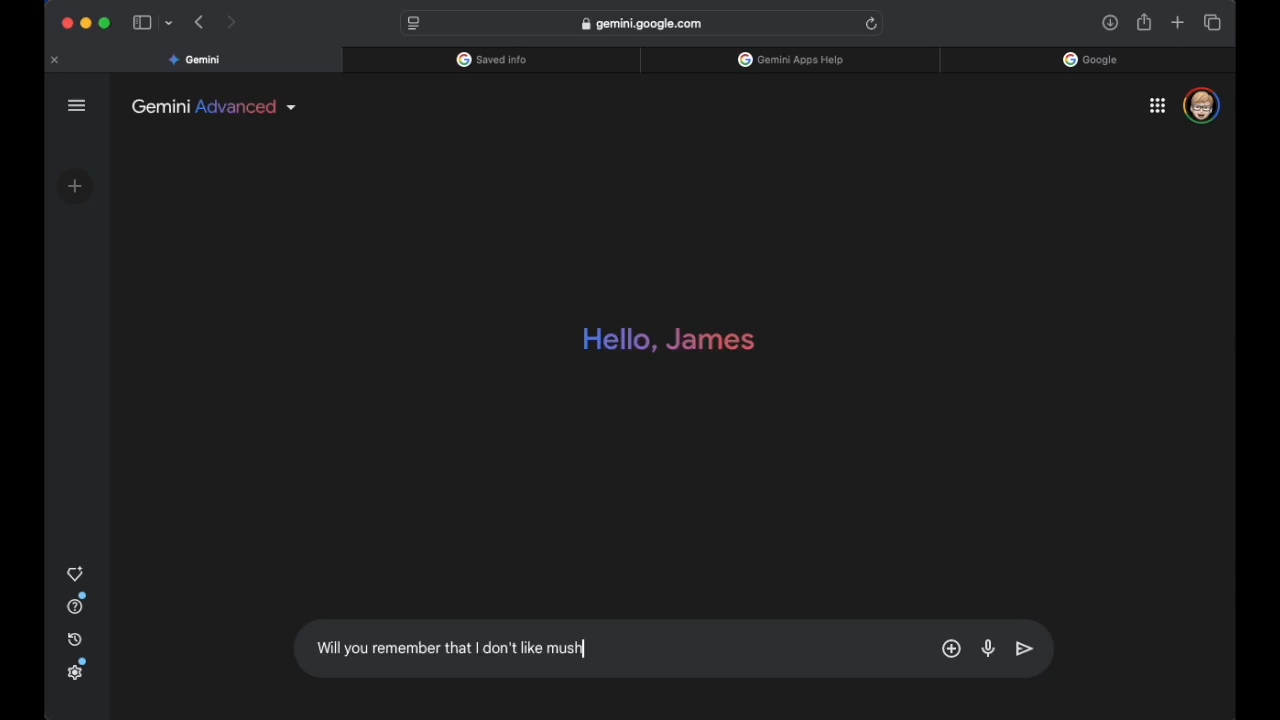 gemini.google.com
Gemini
Saved info
Gemini Apps Help
Google
Gemini Advanced
Hello, James
Will you remember that I don't like mush